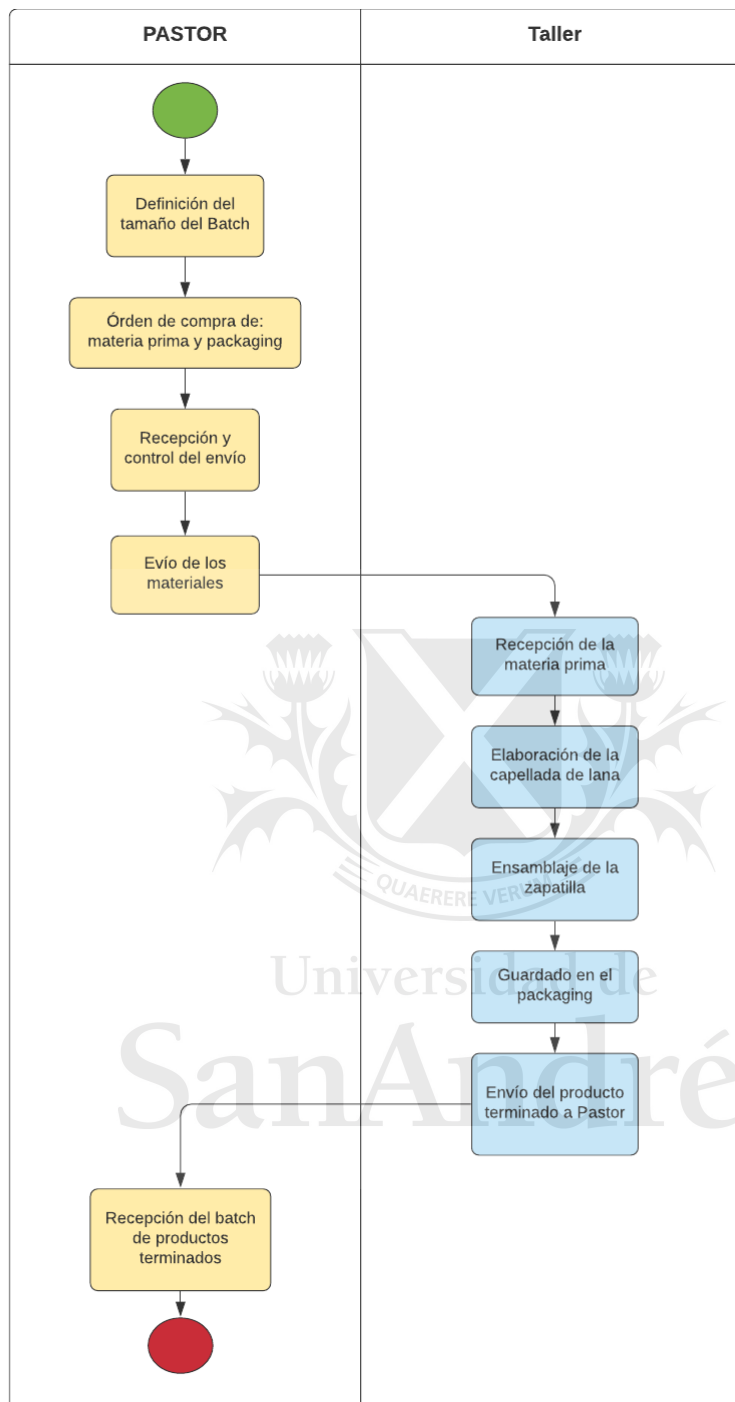 PASTOR
Taller
Definición del
tamaño del Batch
Órden de compra de:
materia prima y packaging
Recepción y
control del envío
Evío de los
materiales
Recepción de la
materia prima
Elaboración de la
capellada de lana
Ensamblaje de la
zapatilla
QUAERERE VERUM
Guardado en el
packaging
Universidad de
SanAndré
Envío del producto
terminado a Pastor
Recepción del batch
de productos
terminados